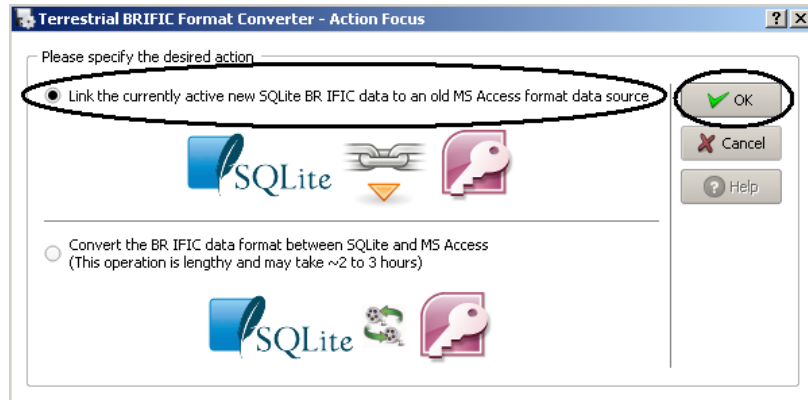 Terrestrial BRIFIC Format Converter - Action Focus
Please specify the desired action
Link the currently active new SQLite BR IFIC data to an old MS Access format data source
OK
Cancel
Help
SQLite
Convert the BR IFIC data format between SQLite and MS Access
(This operation is lengthy and may take ~2 to 3 hours)
SQLite